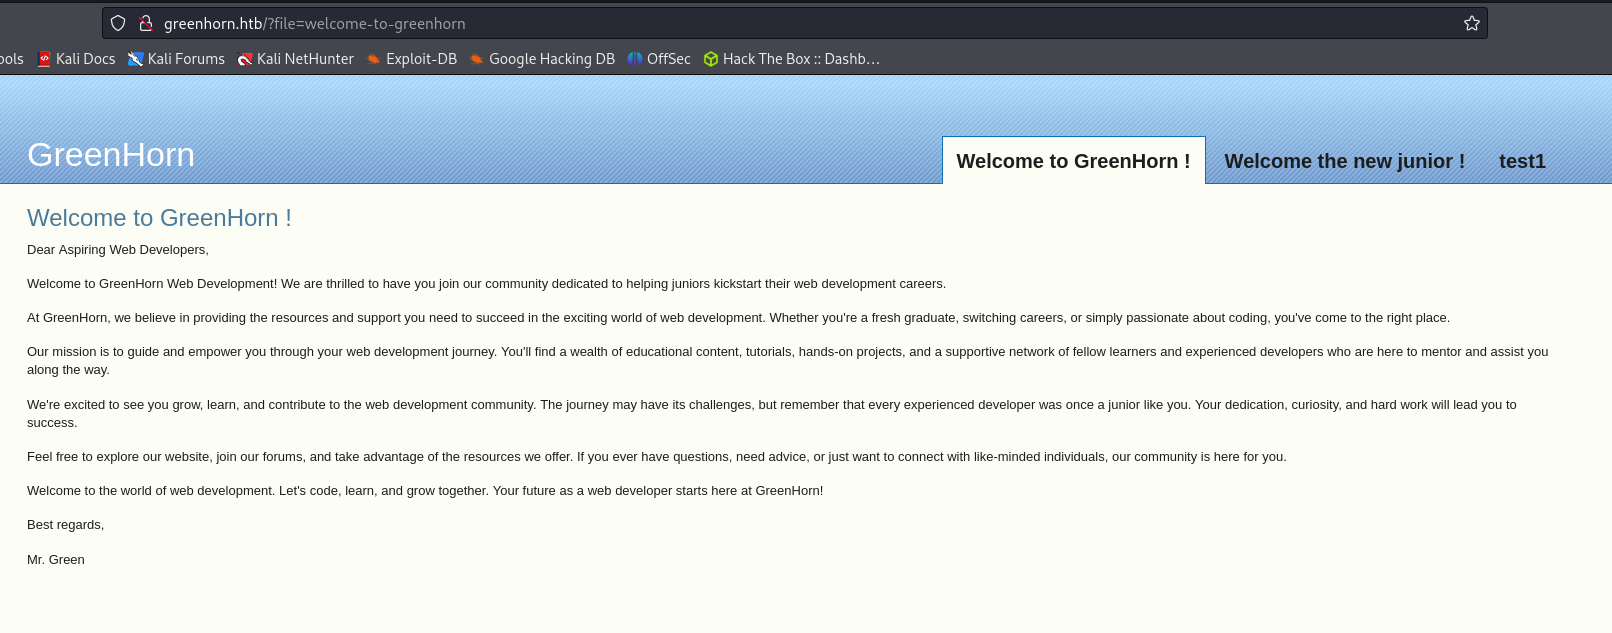 greenhorn.htb/?file=welcome-to-greenhorn
ools Kali Docs Kali Forums Kali NetHunter Exploit-DB Google Hacking DB OffSec Hack The Box :: Dashb…
GreenHorn Welcome to GreenHorn ! Welcome the new junior ! test1
Welcome to GreenHorn !
Dear Aspiring Web Developers,
Welcome to GreenHorn Web Development! We are thrilled to have you join our community dedicated to helping juniors kickstart their web development careers.
At GreenHorn, we believe in providing the resources and support you need to succeed in the exciting world of web development. Whether you're a fresh graduate, switching careers, or simply passionate about coding, you've come to the right place.
Our mission is to guide and empower you through your web development journey. You'll find a wealth of educational content, tutorials, hands-on projects, and a supportive network of fellow learners and experienced developers who are here to mentor and assist you
along the way.
We're excited to see you grow, learn, and contribute to the web development community. The journey may have its challenges, but remember that every experienced developer was once a junior like you. Your dedication, curiosity, and hard work will lead you to
success.
Feel free to explore our website, join our forums, and take advantage of the resources we offer. If you ever have questions, need advice, or just want to connect with like-minded individuals, our community is here for you.
Welcome to the world of web development. Let's code, learn, and grow together. Your future as a web developer starts here at GreenHorn!
Best regards,
Mr. Green